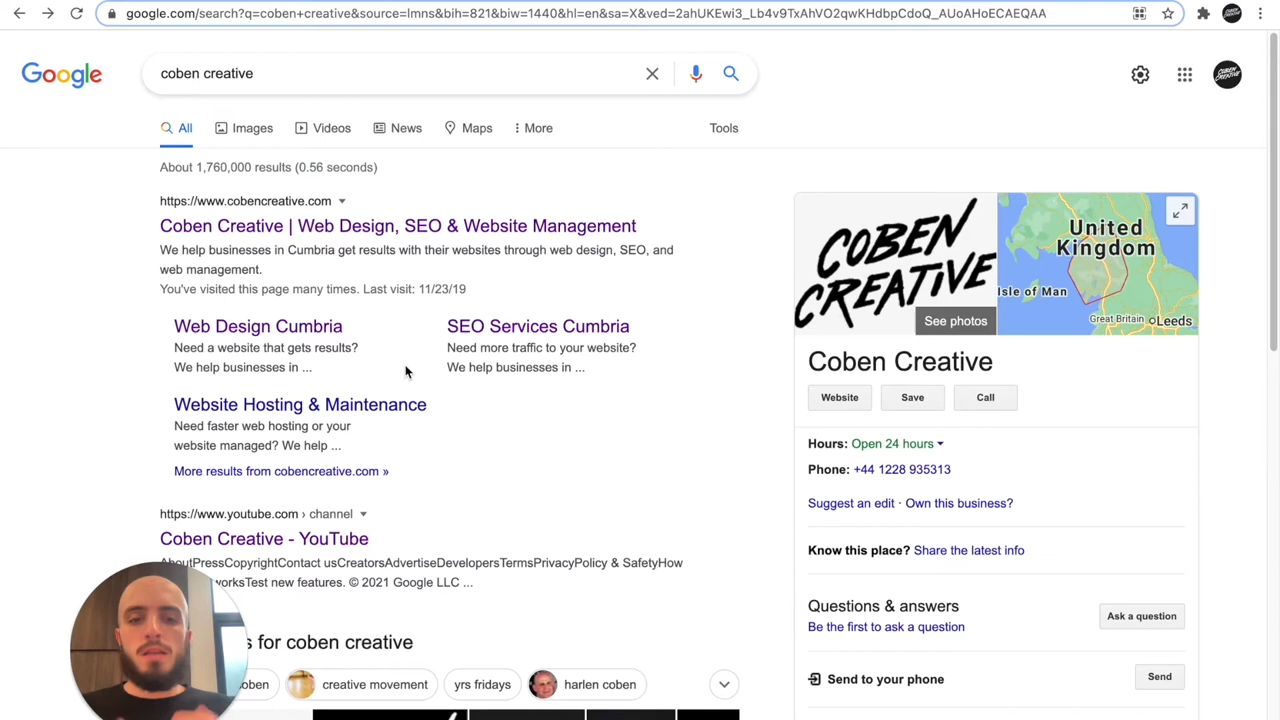 google.com/search?q=coben+creative&source=lmns&bih=821&biw=1440&hl=en&sa=X&ved=2ahUKEwi3_Lb4v9TxAhVO2qwKHdbpCdoQ_AUoAHoECAEQAA
Google
coben creative
All Images Videos News Maps More Tools
About 1,760,000 results (0.56 seconds)
https://www.cobencreative.com
Coben Creative | Web Design, SEO & Website Management
We help businesses in Cumbria get results with their websites through web design, SEO, and
web management.
You've visited this page many times. Last visit: 11/23/19
Web Design Cumbria
Need a website that gets results?
We help businesses in ...
SEO Services Cumbria
Need more traffic to your website?
We help businesses in ...
Website Hosting & Maintenance
Need faster web hosting or your
website managed? We help ...
More results from cobencreative.com »
https://www.youtube.com › channel
Coben Creative - YouTube
AboutPressCopyrightContact usCreatorsAdvertiseDevelopersTermsPrivacyPolicy & SafetyHow
worksTest new features. © 2021 Google LLC ...
s for coben creative
oben creative movement yrs fridays harlen coben
COBEN
CREATIVE
See photos
United
Kingdom
Isle of Man
Great Britain
Leeds
Coben Creative
Website Save Call
Hours: Open 24 hours
Phone: +44 1228 935313
Suggest an edit · Own this business?
Know this place? Share the latest info
Questions & answers
Be the first to ask a question
Ask a question
Send to your phone
Send